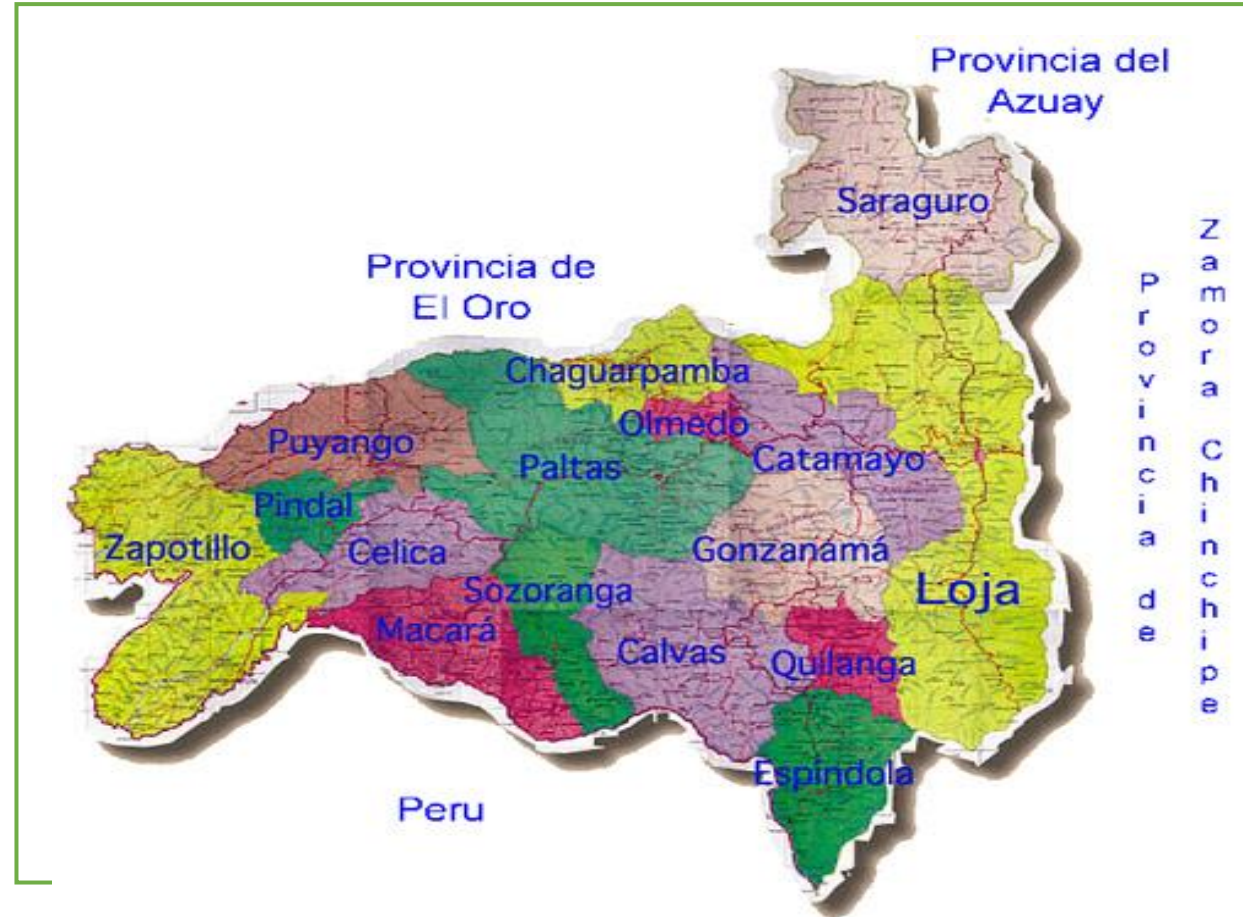 Provincia del
Azuay
Saraguro
Provincia de
El Oro
Zamora Chinchipe
Provincia de
Chaguarpamba
Olmedo
Puyango
Paltas
Catamayo
Pindal
Zapotillo
Celica
Gonzanamá
Sozoranga
Loja
Macará
Calvas
Quilanga
Espindola
Peru